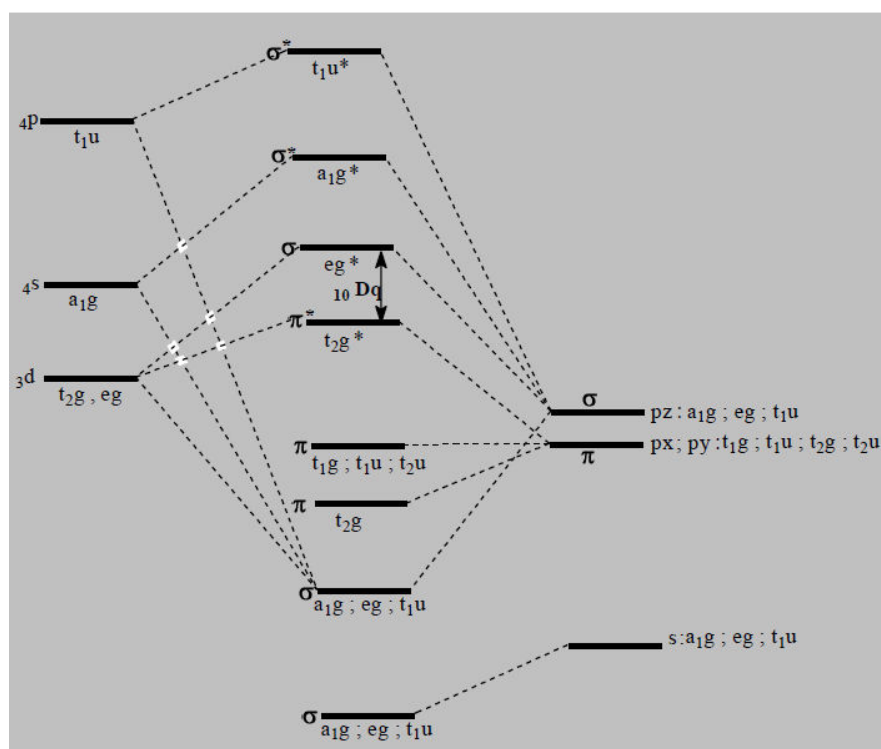 σ*
t₁u*
₄p
t₁u
σ*
a₁g*
σ
eg*
₁₀ Dq
₄s
a₁g
π*
t₂g*
₃d
t₂g , eg
σ
pz : a₁g ; eg ; t₁u
π
px ; py : t₁g ; t₁u ; t₂g ; t₂u
π
t₁g ; t₁u ; t₂u
π
t₂g
σ
a₁g ; eg ; t₁u
s : a₁g ; eg ; t₁u
σ
a₁g ; eg ; t₁u